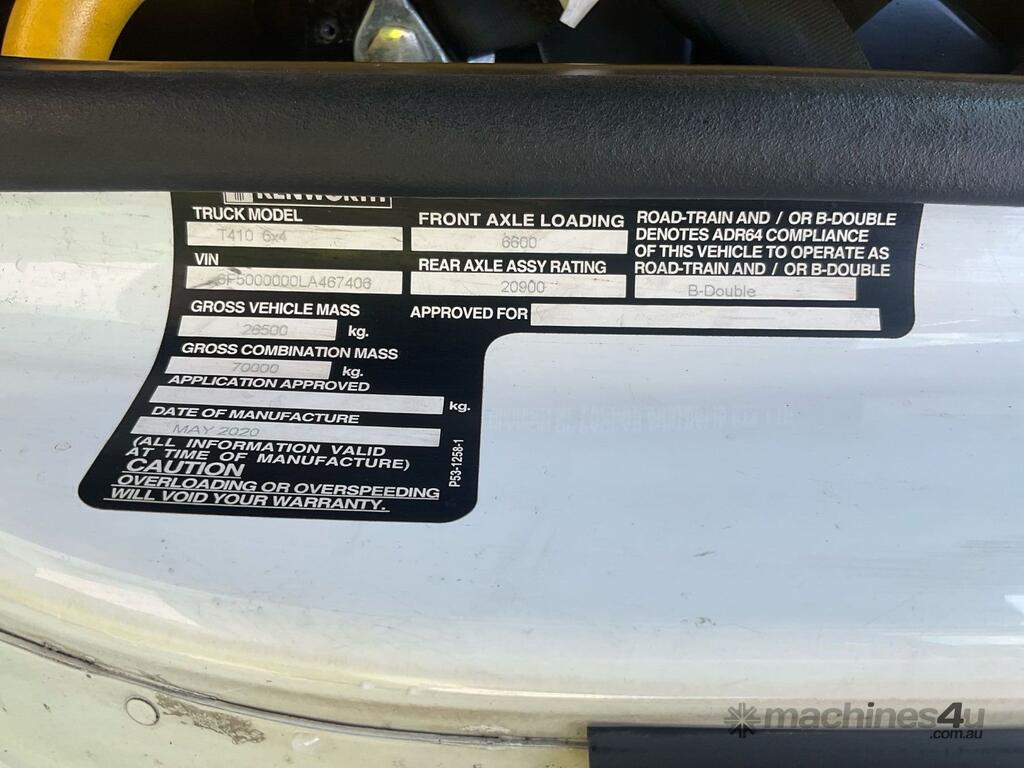 KENWORTH
TRUCK MODEL
T410 6x4
VIN
6F5000000LA467406
GROSS VEHICLE MASS
26500 kg.
GROSS COMBINATION MASS
70000 kg.
APPLICATION APPROVED
kg.
DATE OF MANUFACTURE
MAY 2020
(ALL INFORMATION VALID
AT TIME OF MANUFACTURE)
CAUTION
OVERLOADING OR OVERSPEEDING
WILL VOID YOUR WARRANTY.
P53-1258-1
FRONT AXLE LOADING
6600
REAR AXLE ASSY RATING
20900
APPROVED FOR
ROAD-TRAIN AND / OR B-DOUBLE
DENOTES ADR64 COMPLIANCE
OF THIS VEHICLE TO OPERATE AS
ROAD-TRAIN AND / OR B-DOUBLE
B-Double
machines4u
.com.au